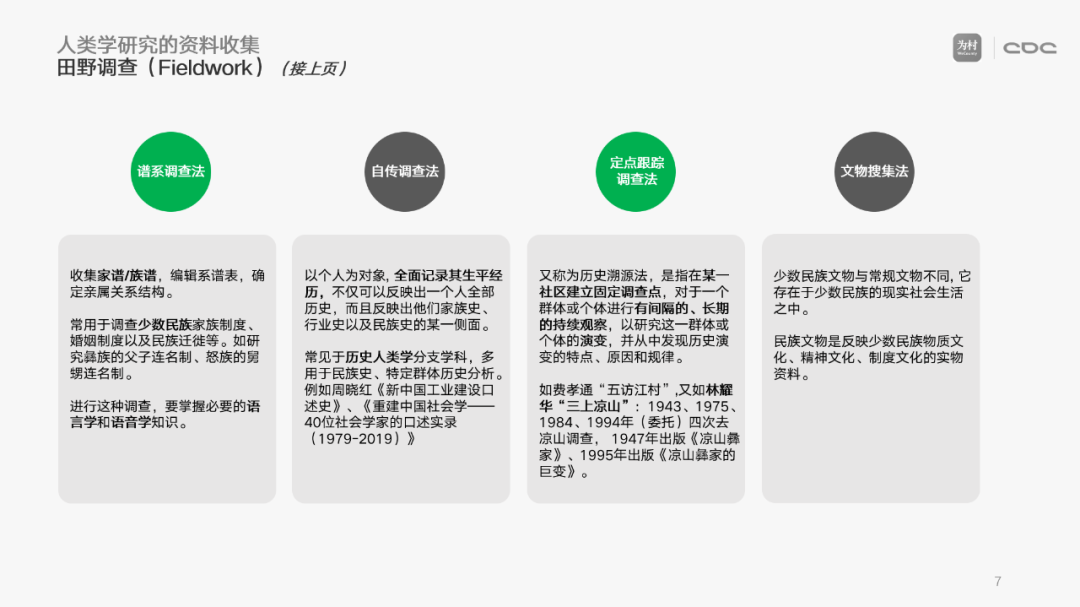 人类学研究的资料收集
田野调查（Fieldwork）（接上页）
为村
CDC
谱系调查法
收集家谱/族谱，编辑系谱表，确
定亲属关系结构。
常用于调查少数民族家族制度、
婚姻制度以及民族迁徙等。如研
究彝族的父子连名制、怒族的舅
甥连名制。
进行这种调查，要掌握必要的语
言学和语音学知识。
自传调查法
以个人为对象, 全面记录其生平经
历，不仅可以反映出一个人全部
历史，而且反映出他们家族史、
行业史以及民族史的某一侧面。
常见于历史人类学分支学科，多
用于民族史、特定群体历史分析。
例如周晓红《新中国工业建设口
述史》、《重建中国社会学——
40位社会学家的口述实录
（1979-2019）》
定点跟踪
调查法
又称为历史溯源法，是指在某一
社区建立固定调查点，对于一个
群体或个体进行有间隔的、长期
的持续观察，以研究这一群体或
个体的演变，并从中发现历史演
变的特点、原因和规律。
如费孝通“五访江村”,又如林耀
华“三上凉山”：1943、1975、
1984、1994年（委托）四次去
凉山调查， 1947年出版《凉山彝
家》、1995年出版《凉山彝家的
巨变》。
文物搜集法
少数民族文物与常规文物不同, 它
存在于少数民族的现实社会生活
之中。
民族文物是反映少数民族物质文
化、精神文化、制度文化的实物
资料。
7